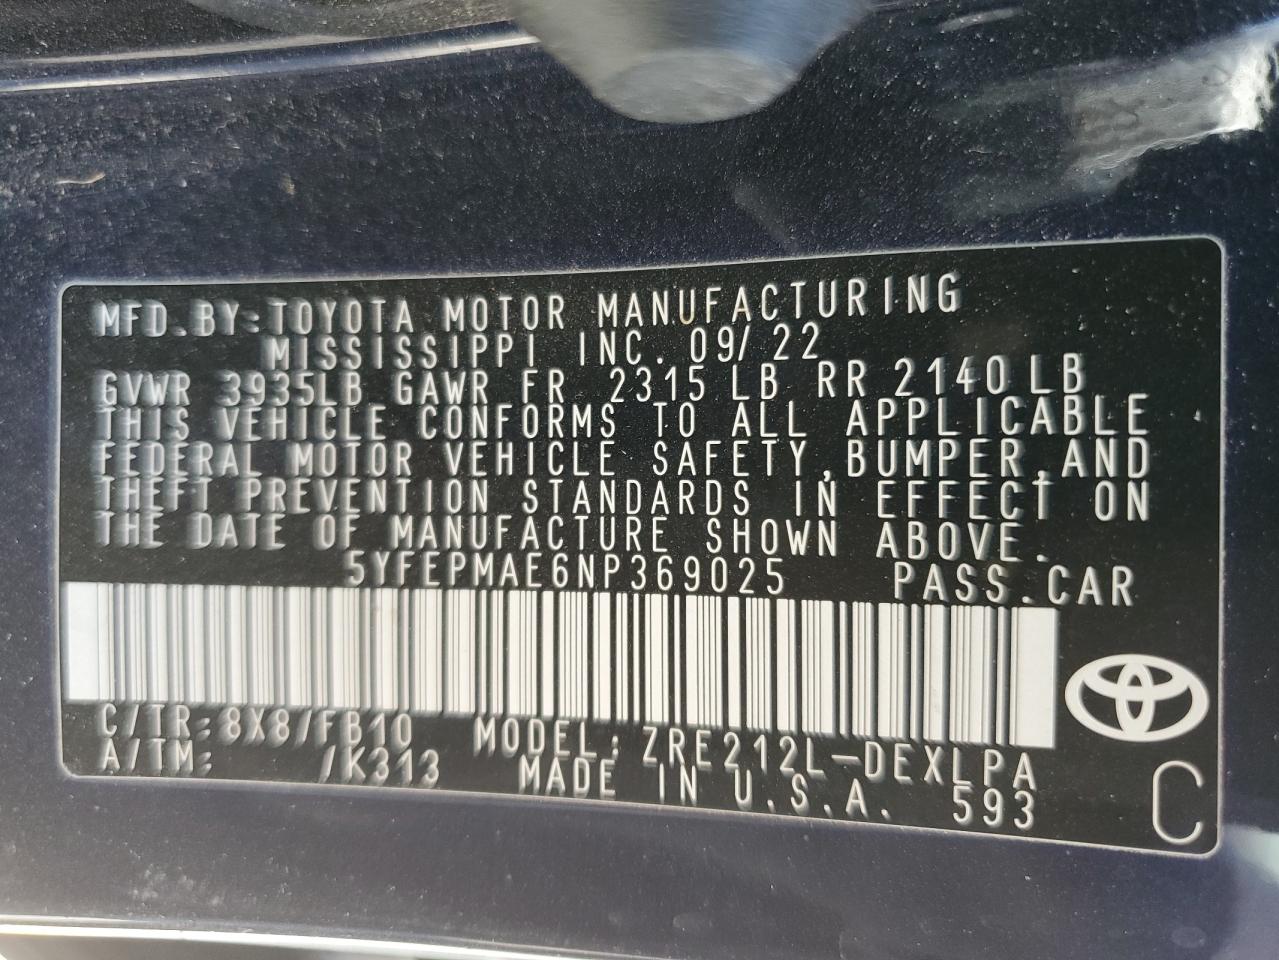 MFD.BY:TOYOTA MOTOR MANUFACTURING
MISSISSIPPI INC. 09/22
GVWR 3935LB GAWR FR 2315 LB RR 2140LB
THIS VEHICLE CONFORMS TO ALL APPLICABLE
FEDERAL MOTOR VEHICLE SAFETY,BUMPER,AND
THEFT PREVENTION STANDARDS IN EFFECT ON
THE DATE OF MANUFACTURE SHOWN ABOVE.
5YFEPMAE6NP369025 PASS.CAR
C/TR:8X8/FB10 MODEL: ZRE212L-DEXLPA
A/TM: /K313 MADE IN U.S.A. 593
C